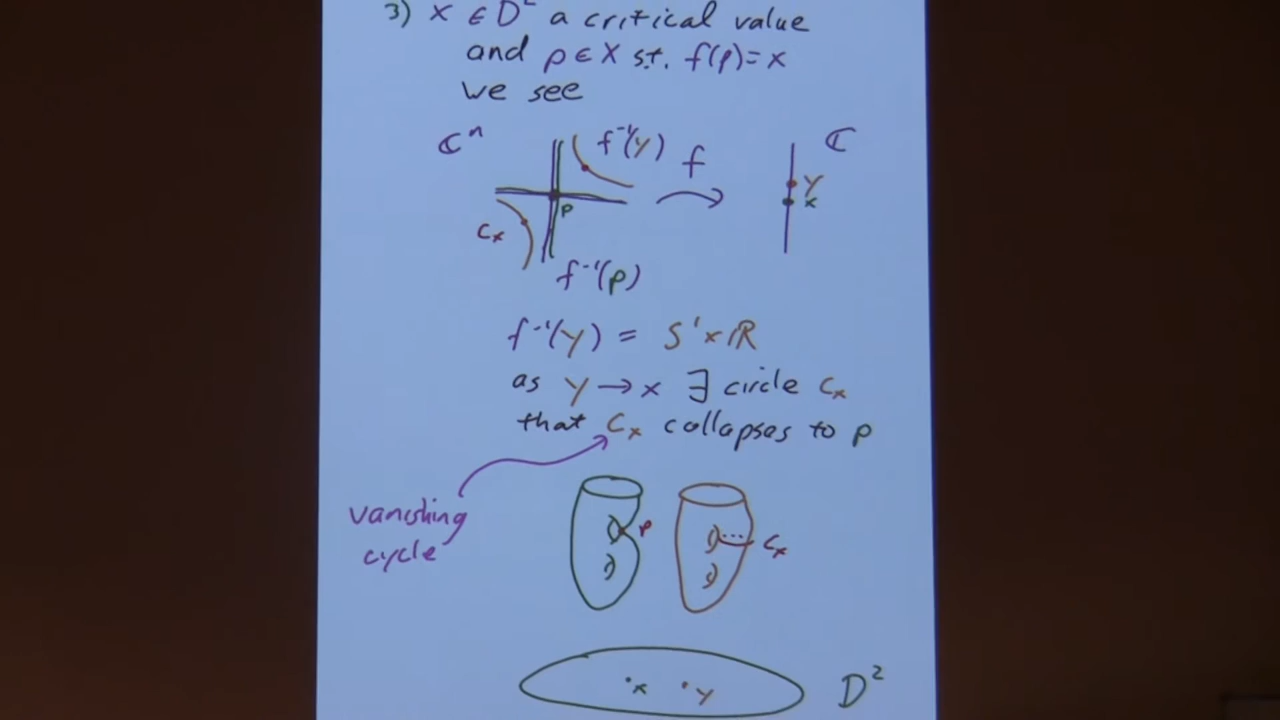 3) x ∈ D² a critical value
and p ∈ X s.t. f(p)=x
we see
ℂⁿ f⁻¹(y) f ℂ
y
x
p
Cx
f⁻¹(p)
f⁻¹(y) = S¹×ℝ
as y → x ∃ circle Cx
that Cx collapses to p
vanishing
cycle
p Cx
x y D²